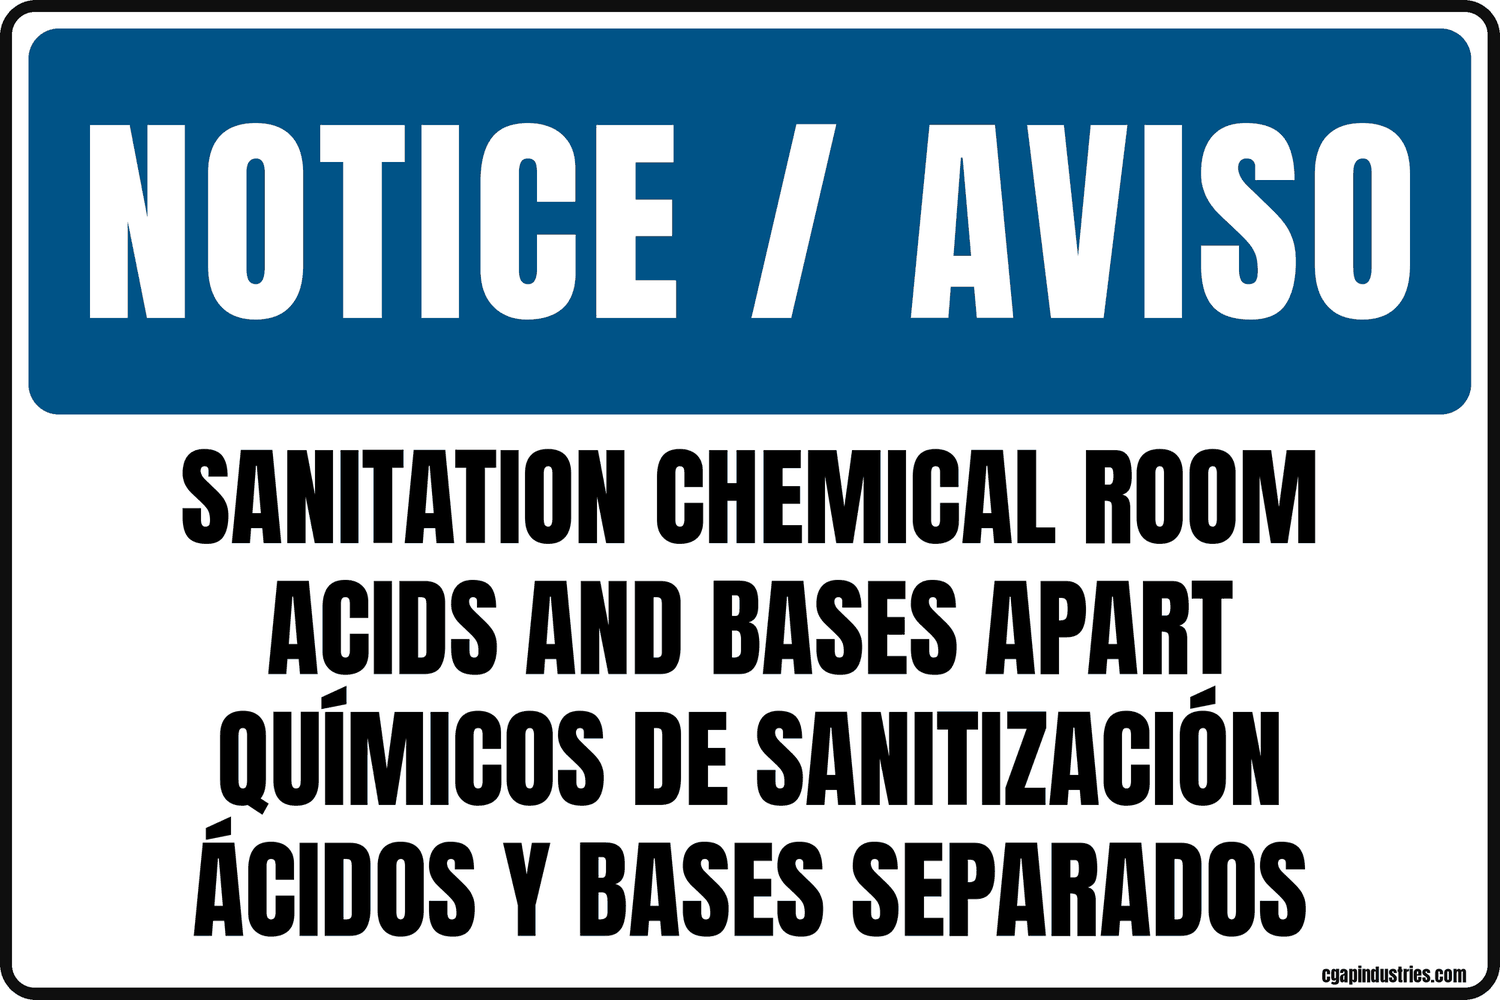 NOTICE / AVISO
SANITATION CHEMICAL ROOM
ACIDS AND BASES APART
QUÍMICOS DE SANITIZACIÓN
ÁCIDOS Y BASES SEPARADOS
cgapindustries.com